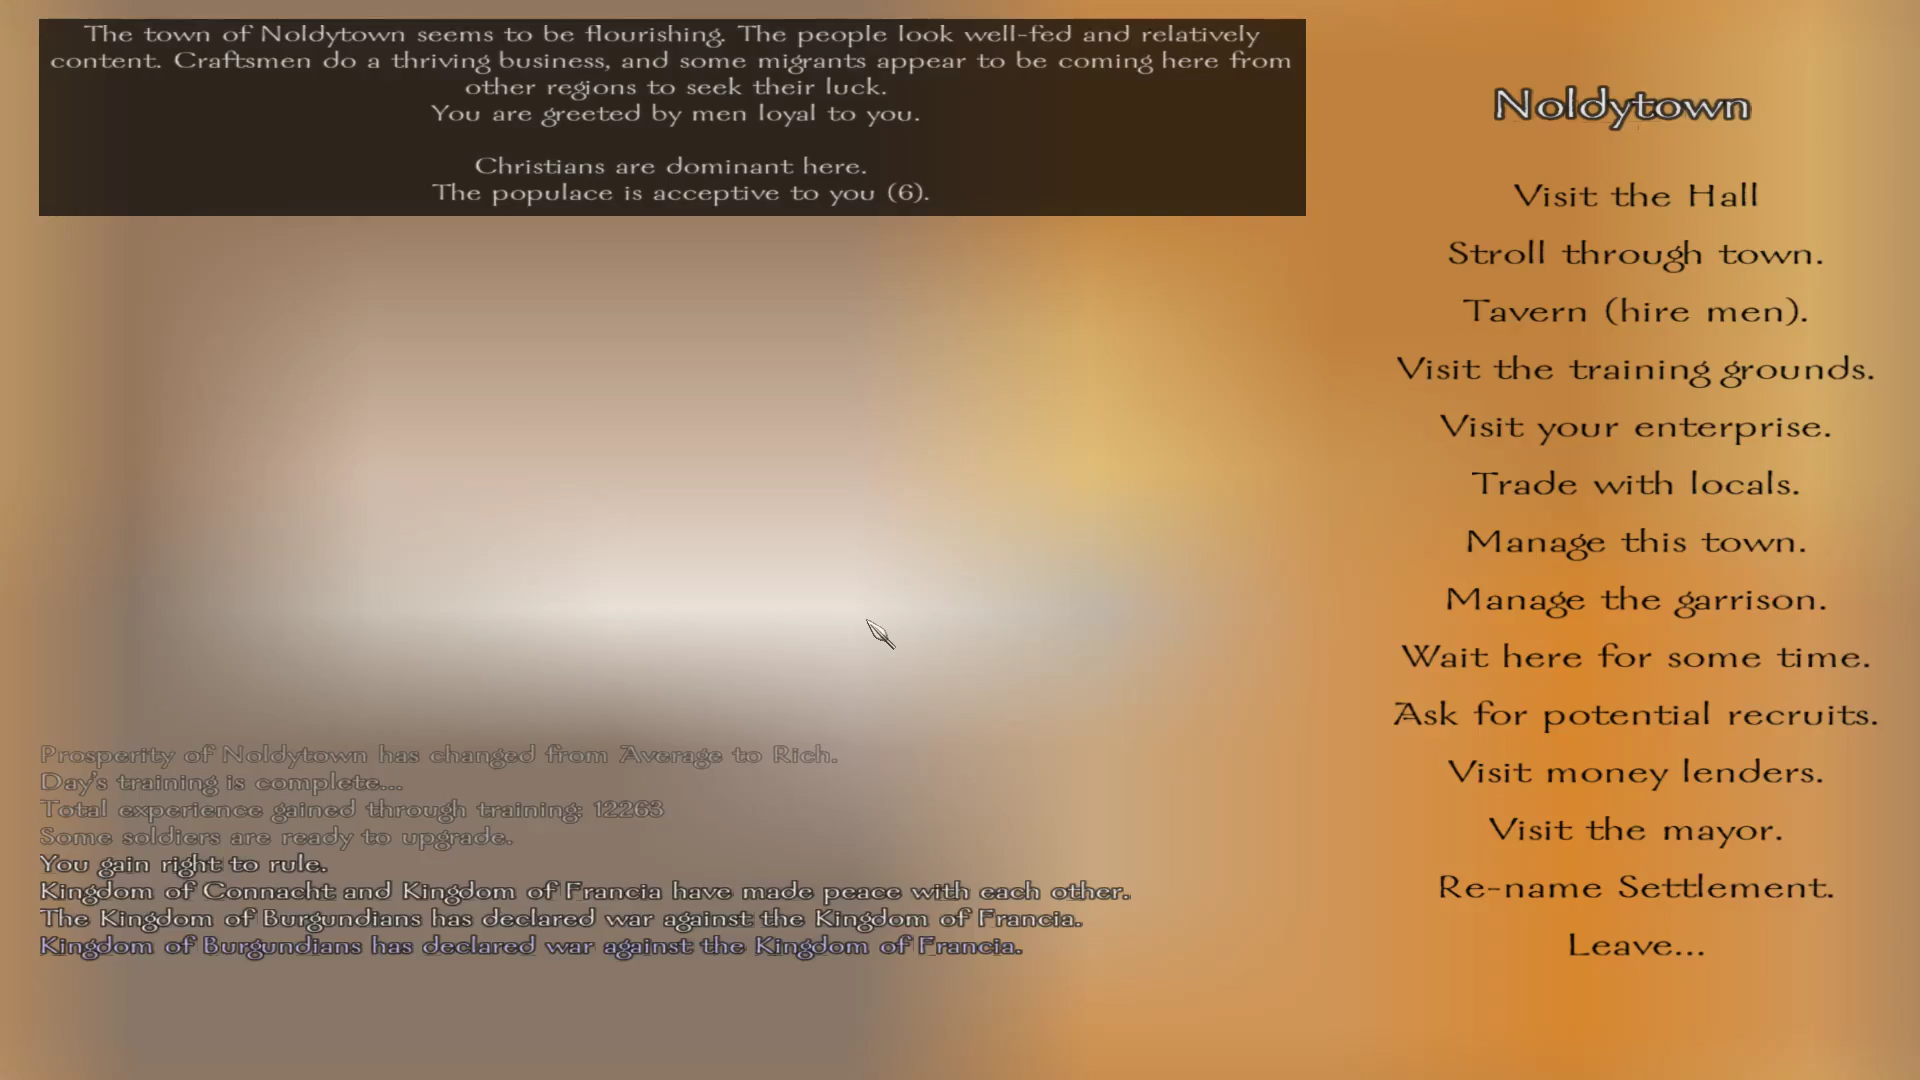 The town of Noldytown seems to be flourishing. The people look well-fed and relatively
content. Craftsmen do a thriving business, and some migrants appear to be coming here from
other regions to seek their luck.
You are greeted by men loyal to you.
Christians are dominant here.
The populace is acceptive to you (6).
Noldytown
Visit the Hall
Stroll through town.
Tavern (hire men).
Visit the training grounds.
Visit your enterprise.
Trade with locals.
Manage this town.
Manage the garrison.
Wait here for some time.
Ask for potential recruits.
Visit money lenders.
Visit the mayor.
Re-name Settlement.
Leave...
Prosperity of Noldytown has changed from Average to Rich.
Day's training is complete...
Total experience gained through training: 12263
Some soldiers are ready to upgrade.
You gain right to rule.
Kingdom of Connacht and Kingdom of Francia have made peace with each other.
The Kingdom of Burgundians has declared war against the Kingdom of Francia.
Kingdom of Burgundians has declared war against the Kingdom of Francia.